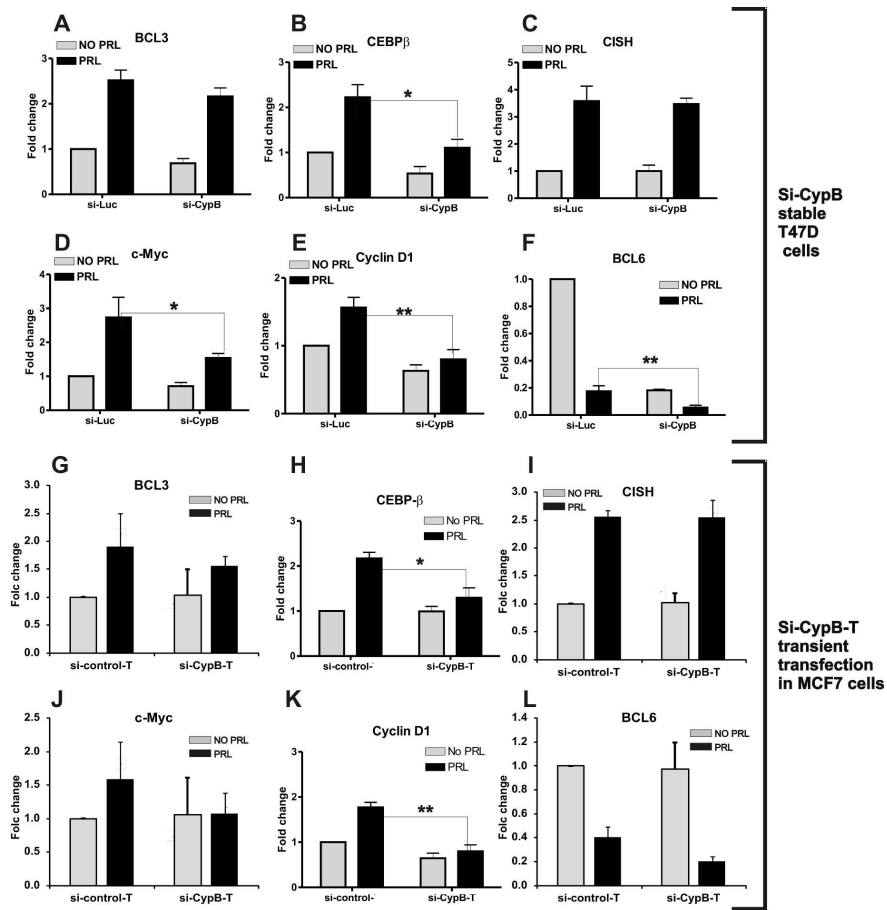 A
BCL3
NO PRL
PRL
Fold change
3
2
1
0
si-Luc
si-CypB
B
CEBPβ
NO PRL
PRL
Fold change
3
2
1
0
*
si-Luc
si-CypB
C
CISH
NO PRL
PRL
Fold change
5
4
3
2
1
0
si-Luc
si-CypB
D
c-Myc
NO PRL
PRL
Fold change
4
3
2
1
0
*
si-Luc
si-CypB
E
Cyclin D1
NO PRL
PRL
Fold change
2
1
0
**
si-Luc
si-CypB
F
BCL6
NO PRL
PRL
Fold change
1.0
0.8
0.6
0.4
0.2
0.0
**
si-Luc
si-CypB
Si-CypB
stable
T47D
cells
G
BCL3
NO PRL
PRL
Folc change
3.0
2.5
2.0
1.5
1.0
0.5
0.0
si-control-T
si-CypB-T
H
CEBP-β
No PRL
PRL
Fold change
3
2
1
0
*
si-control-
si-CypB-T
I
CISH
NO PRL
PRL
Folc change
3.0
2.5
2.0
1.5
1.0
0.5
0.0
si-control-T
si-CypB-T
J
c-Myc
NO PRL
PRL
Folc change
2.5
2.0
1.5
1.0
0.5
0.0
si-control-T
si-CypB-T
K
Cyclin D1
No PRL
PRL
Fold change
3
2
1
0
**
si-control-
si-CypB-T
L
BCL6
NO PRL
PRL
Folc change
1.4
1.2
1.0
0.8
0.6
0.4
0.2
0.0
si-control-T
si-CypB-T
Si-CypB-T
transient
transfection
in MCF7 cells